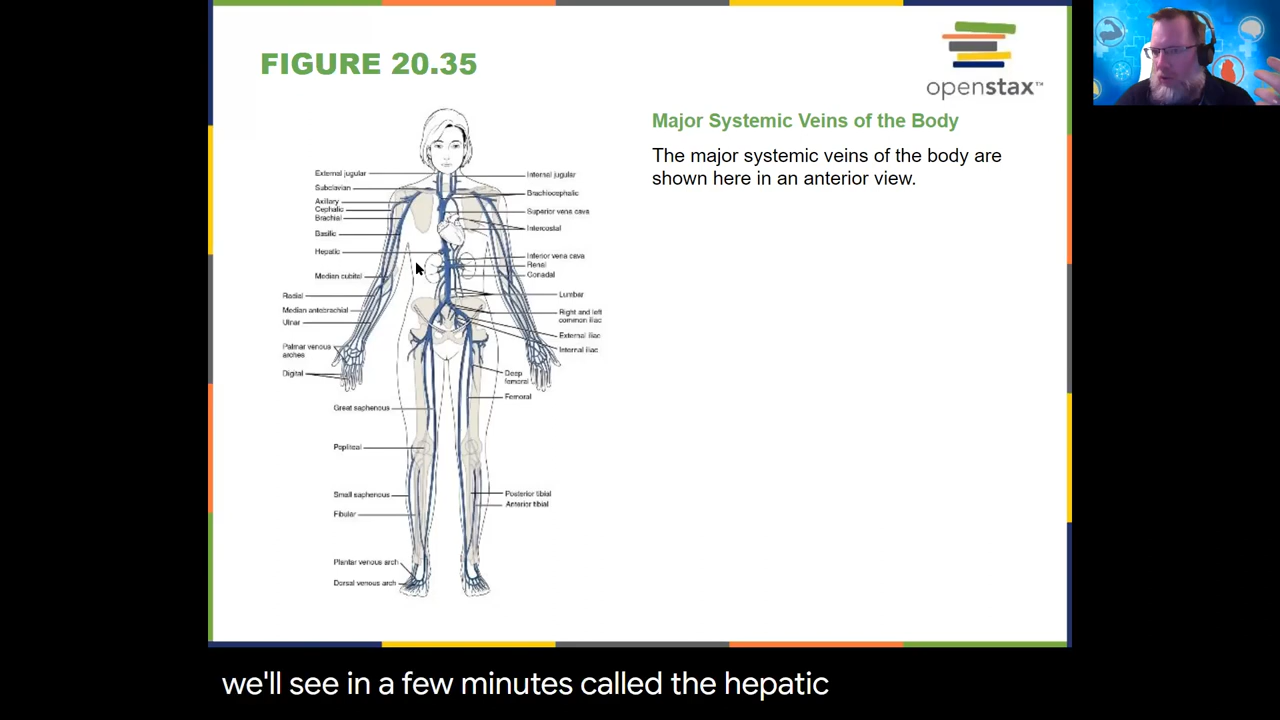 FIGURE 20.35
openstax™
Major Systemic Veins of the Body
The major systemic veins of the body are
shown here in an anterior view.
External jugular
Subclavian
Axillary
Cephalic
Brachial
Basilic
Hepatic
Median cubital
Radial
Median antebrachial
Ulnar
Palmar venous
arches
Digital
Great saphenous
Popliteal
Small saphenous
Fibular
Plantar venous arch
Dorsal venous arch
Internal jugular
Brachiocephalic
Superior vena cava
Intercostal
Inferior vena cava
Renal
Gonadal
Lumbar
Right and left
common iliac
External iliac
Internal iliac
Deep
femoral
Femoral
Posterior tibial
Anterior tibial
we'll see in a few minutes called the hepatic